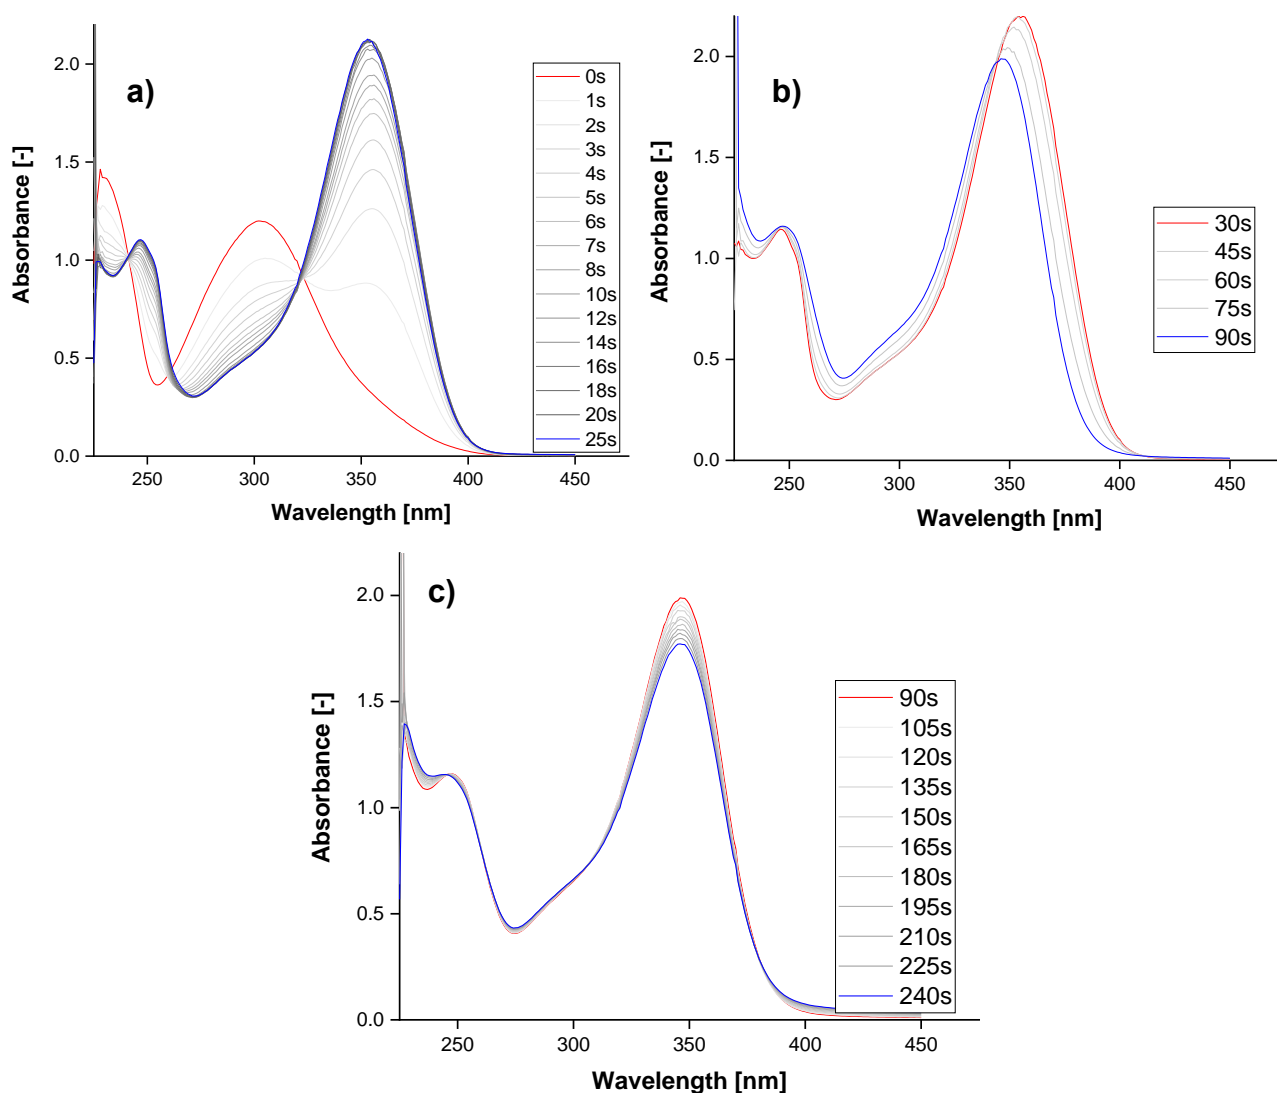 a)
Absorbance [-]
2.0
1.5
1.0
0.5
0.0
250
300
350
400
450
Wavelength [nm]
0s
1s
2s
3s
4s
5s
6s
7s
8s
10s
12s
14s
16s
18s
20s
25s
b)
Absorbance [-]
2.0
1.5
1.0
0.5
0.0
250
300
350
400
450
Wavelength [nm]
30s
45s
60s
75s
90s
c)
Absorbance [-]
2.0
1.5
1.0
0.5
0.0
250
300
350
400
450
Wavelength [nm]
90s
105s
120s
135s
150s
165s
180s
195s
210s
225s
240s